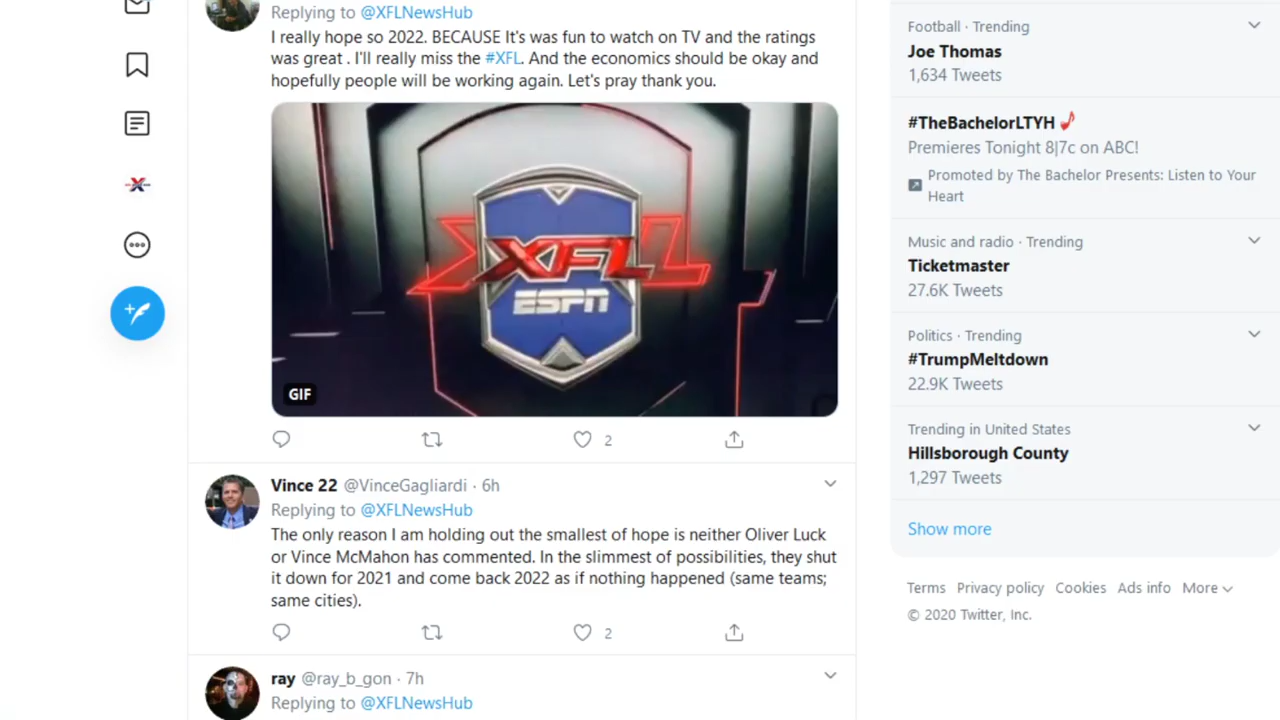 Replying to @XFLNewsHub
I really hope so 2022. BECAUSE It's was fun to watch on TV and the ratings
was great . I'll really miss the #XFL. And the economics should be okay and
hopefully people will be working again. Let's pray thank you.
XFL
ESPN
GIF
2
Vince 22 @VinceGagliardi · 6h
Replying to @XFLNewsHub
The only reason I am holding out the smallest of hope is neither Oliver Luck
or Vince McMahon has commented. In the slimmest of possibilities, they shut
it down for 2021 and come back 2022 as if nothing happened (same teams;
same cities).
2
ray @ray_b_gon · 7h
Replying to @XFLNewsHub
Football · Trending
Joe Thomas
1,634 Tweets
#TheBachelorLTYH
Premieres Tonight 8|7c on ABC!
Promoted by The Bachelor Presents: Listen to Your
Heart
Music and radio · Trending
Ticketmaster
27.6K Tweets
Politics · Trending
#TrumpMeltdown
22.9K Tweets
Trending in United States
Hillsborough County
1,297 Tweets
Show more
Terms Privacy policy Cookies Ads info More
© 2020 Twitter, Inc.